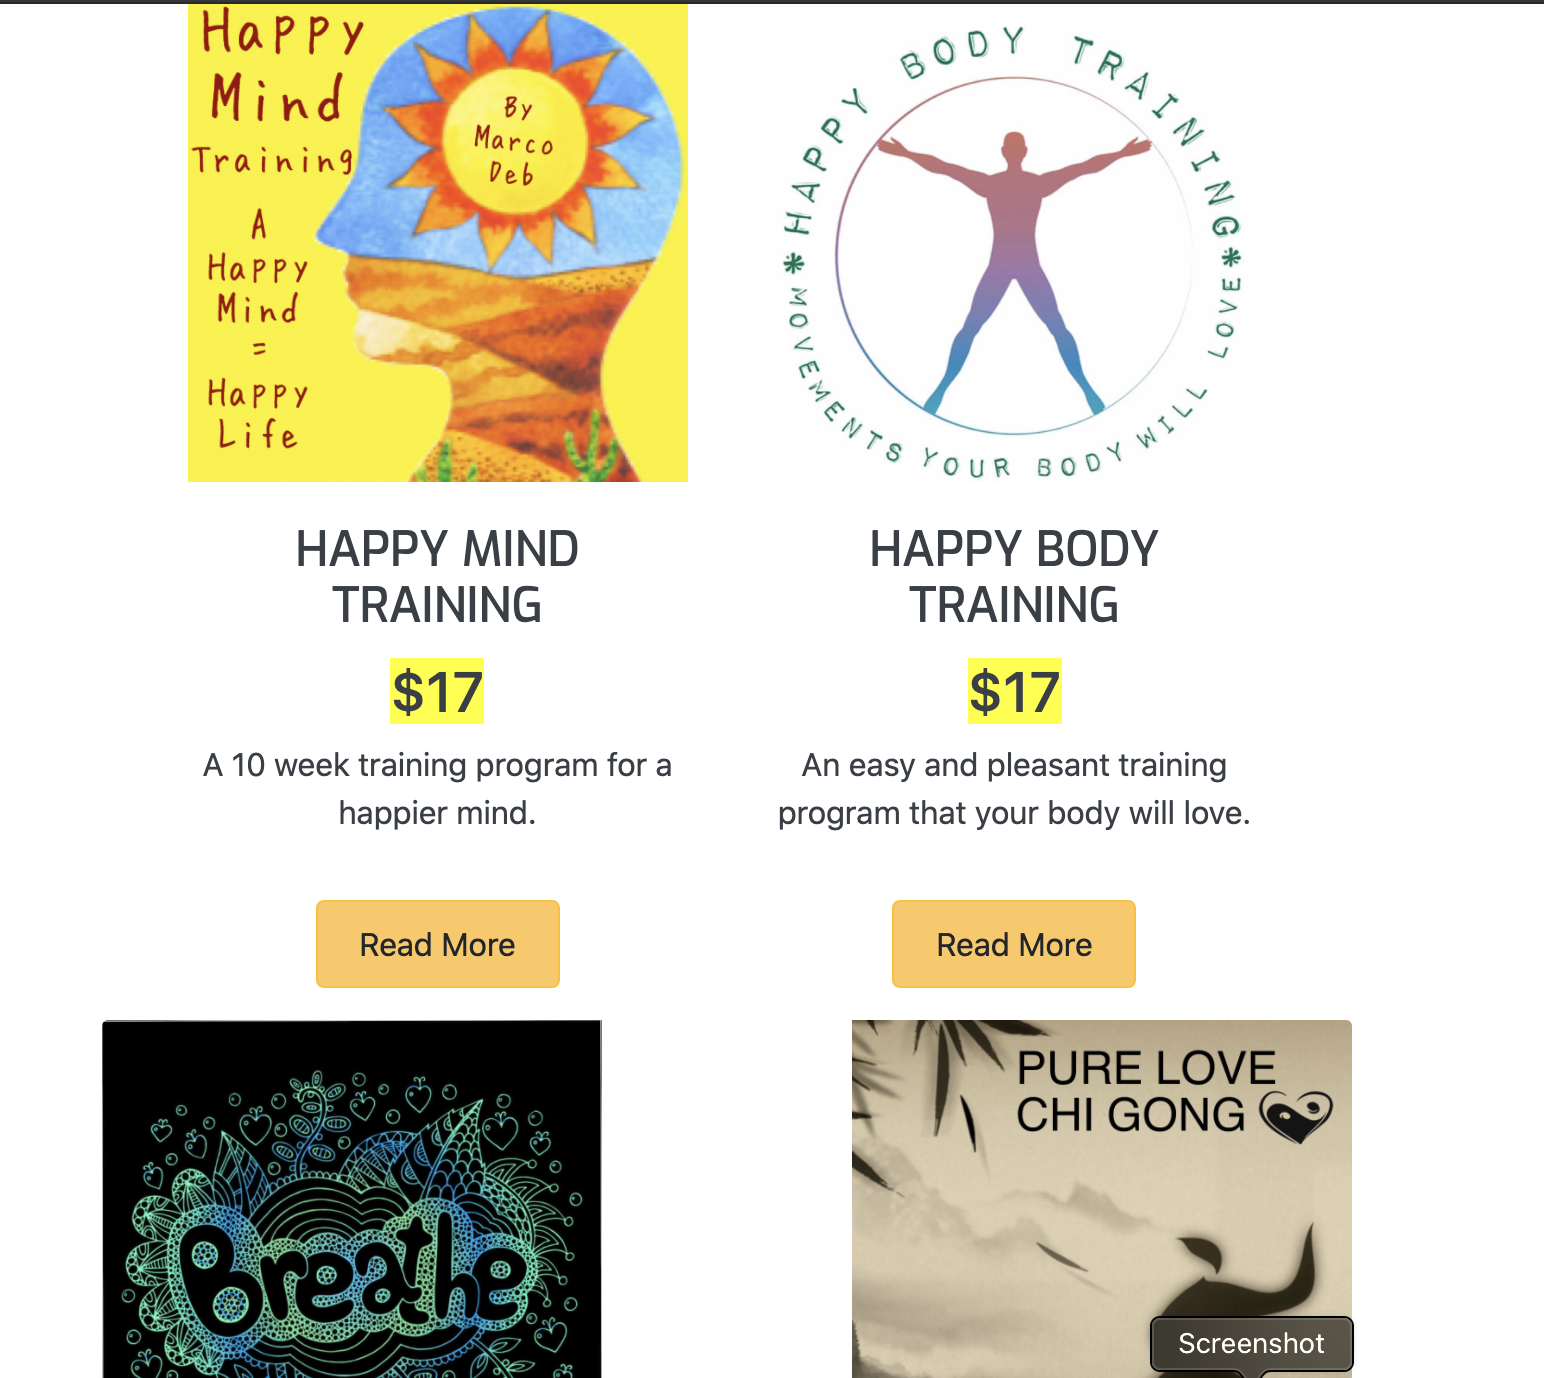 Happy
Mind
Training
A
Happy
Mind
=
Happy
Life
By
Marco
Deb
* HAPPY BODY TRAINING *
MOVEMENTS YOUR BODY WILL LOVE
HAPPY MIND
TRAINING
$17
A 10 week training program for a
happier mind.
Read More
HAPPY BODY
TRAINING
$17
An easy and pleasant training
program that your body will love.
Read More
Breathe
PURE LOVE
CHI GONG
Screenshot